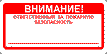 ВНИМАНИЕ!
ОТВЕТСТВЕННЫЙ ЗА ПОЖАРНУЮ
БЕЗОПАСНОСТЬ